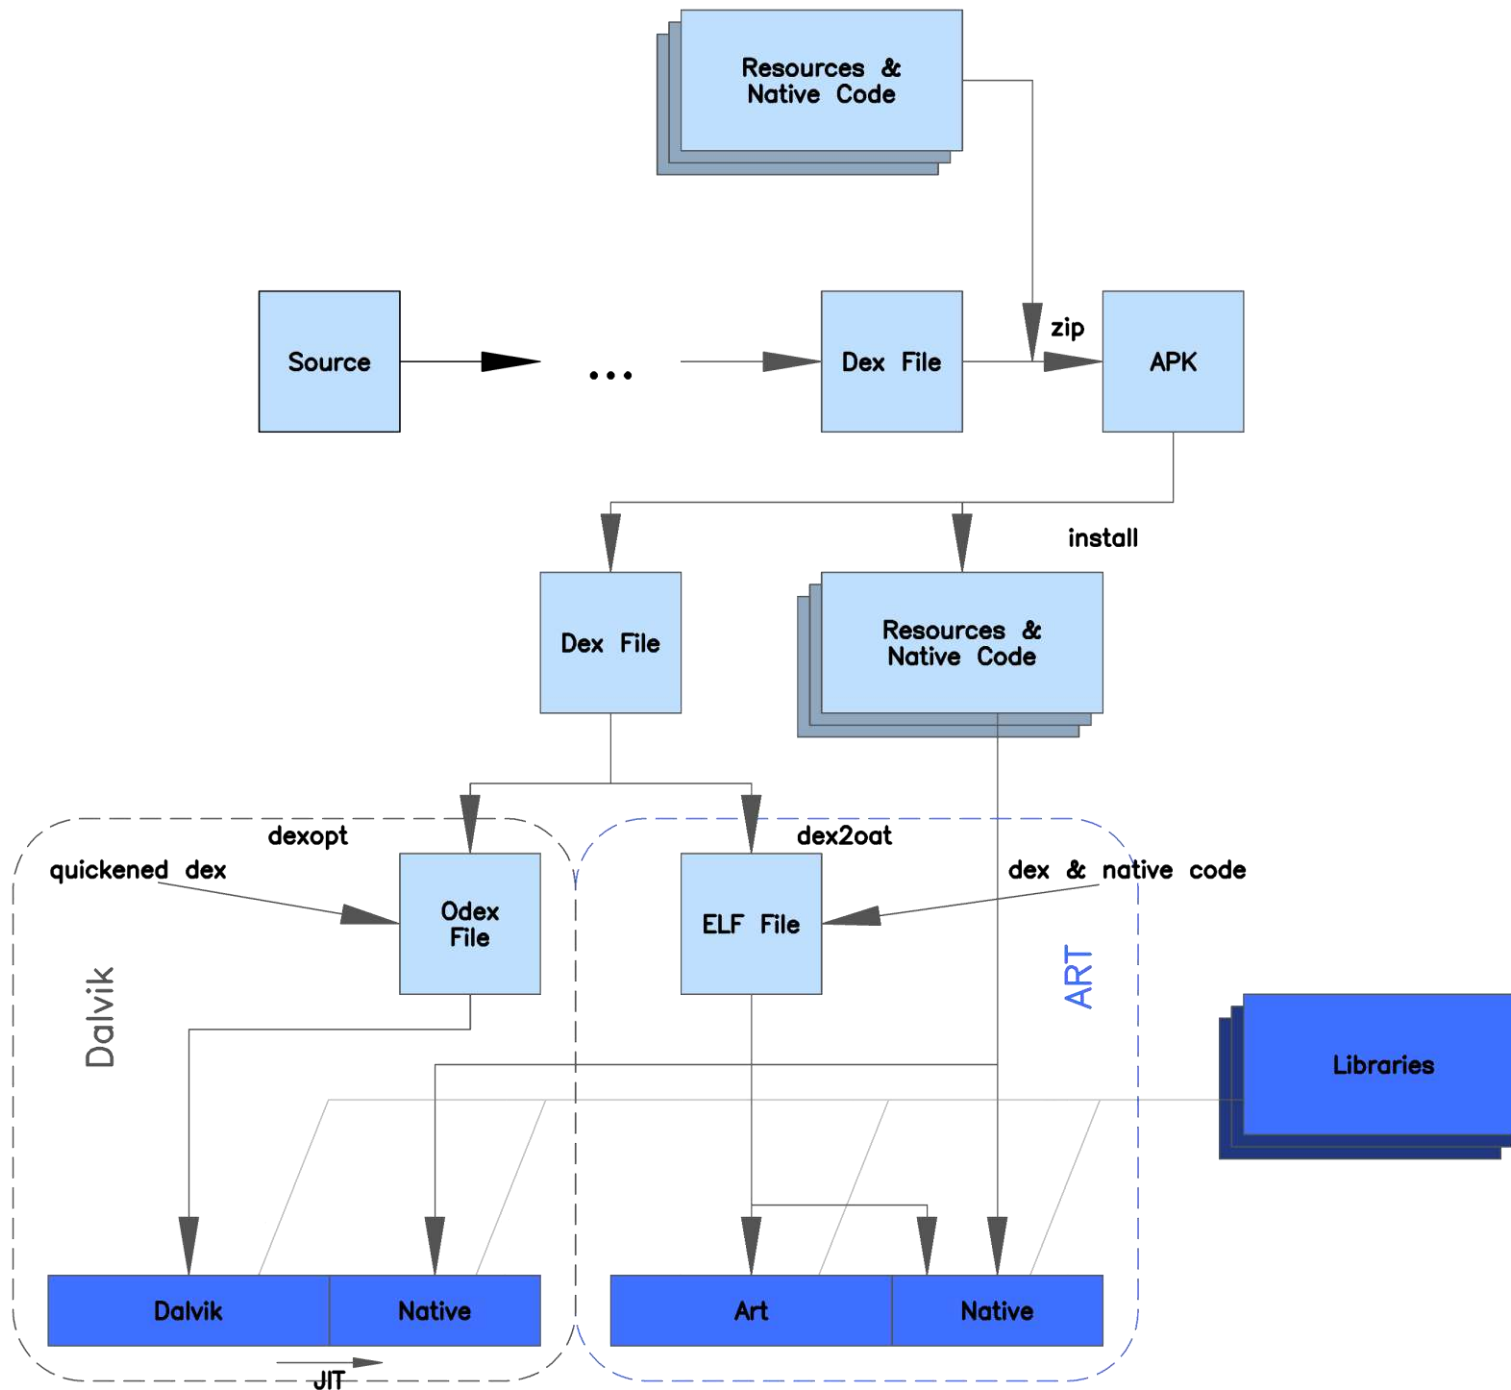 Resources &
Native Code
zip
Source
...
Dex File
APK
install
Dex File
Resources &
Native Code
dexopt
dex2oat
quickened dex
dex & native code
Odex
File
ELF File
Dalvik
ART
Libraries
Dalvik
Native
Art
Native
JIT